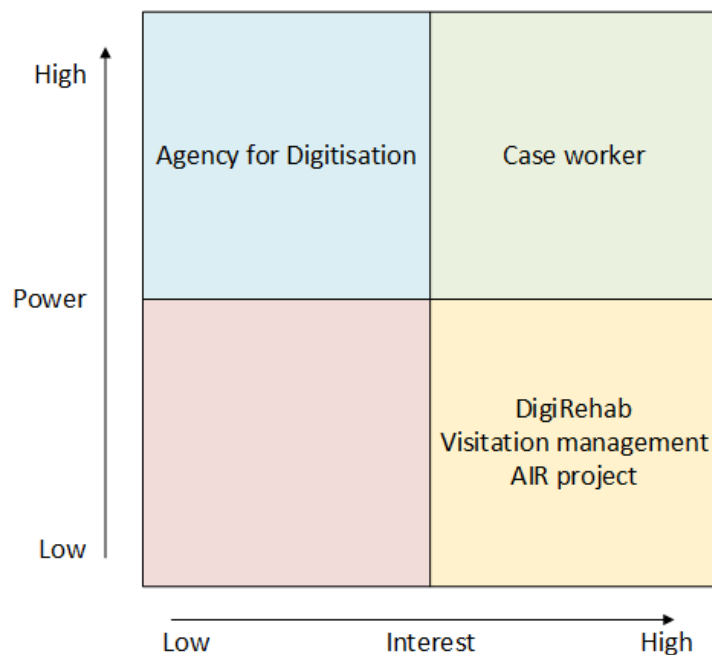 High
Agency for Digitisation
Case worker
Power
DigiRehab
Visitation management
AIR project
Low
Low
Interest
High